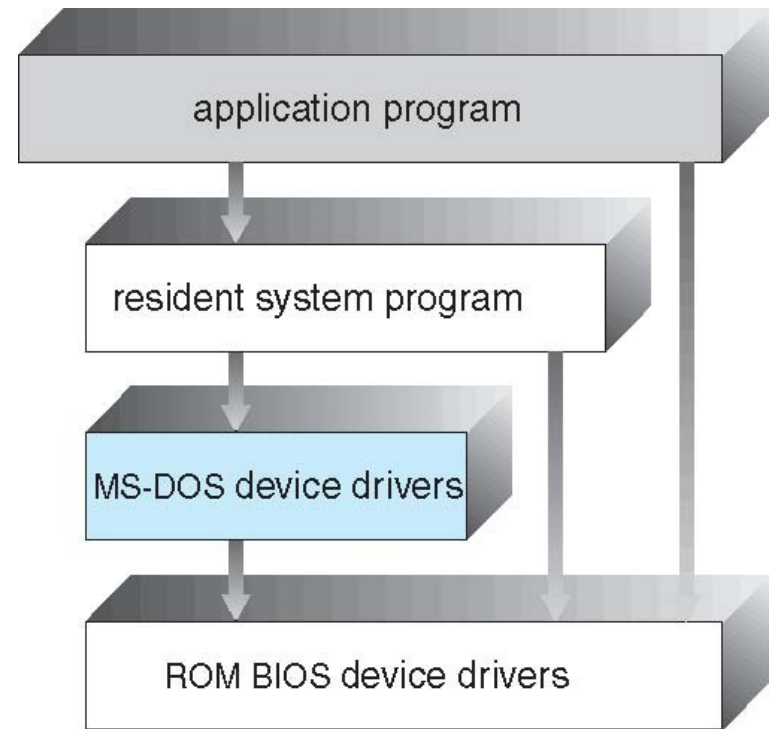 application program
resident system program
MS-DOS device drivers
ROM BIOS device drivers